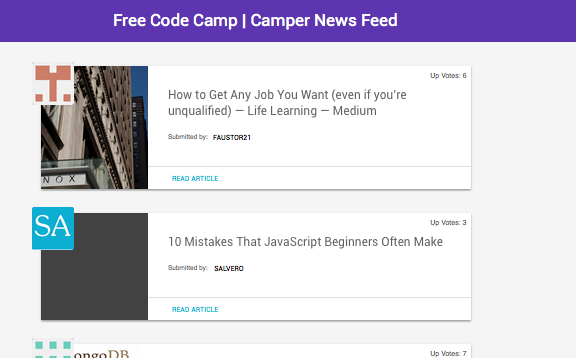 Free Code Camp | Camper News Feed
Up Votes: 6
How to Get Any Job You Want (even if you're
unqualified) — Life Learning — Medium
Submitted by: FAUSTOR21
NOX
READ ARTICLE
SA
Up Votes: 3
10 Mistakes That JavaScript Beginners Often Make
Submitted by: SALVERO
READ ARTICLE
ongoDB
Up Votes: 7